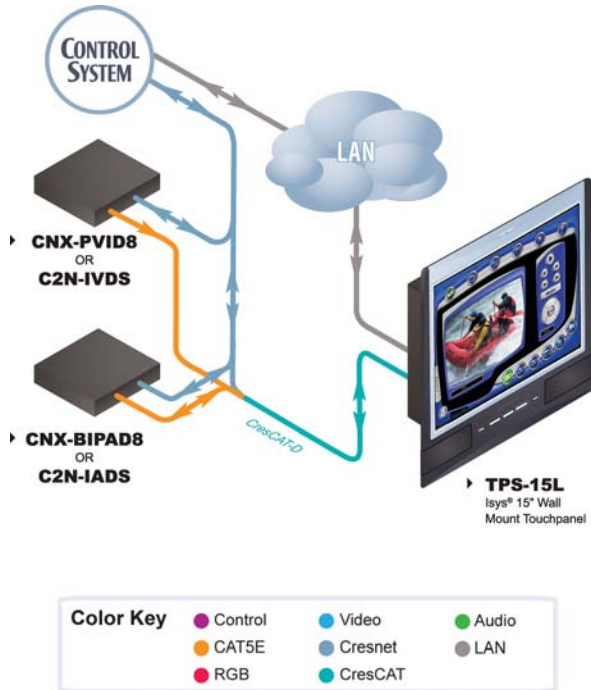 CONTROL
SYSTEM
LAN
CNX-PVID8
OR
C2N-IVDS
CNX-BIPAD8
OR
C2N-IADS
CresCAT-D
TPS-15L
Isys® 15" Wall
Mount Touchpanel
Color Key
Control
Video
Audio
CAT5E
Cresnet
LAN
RGB
CresCAT